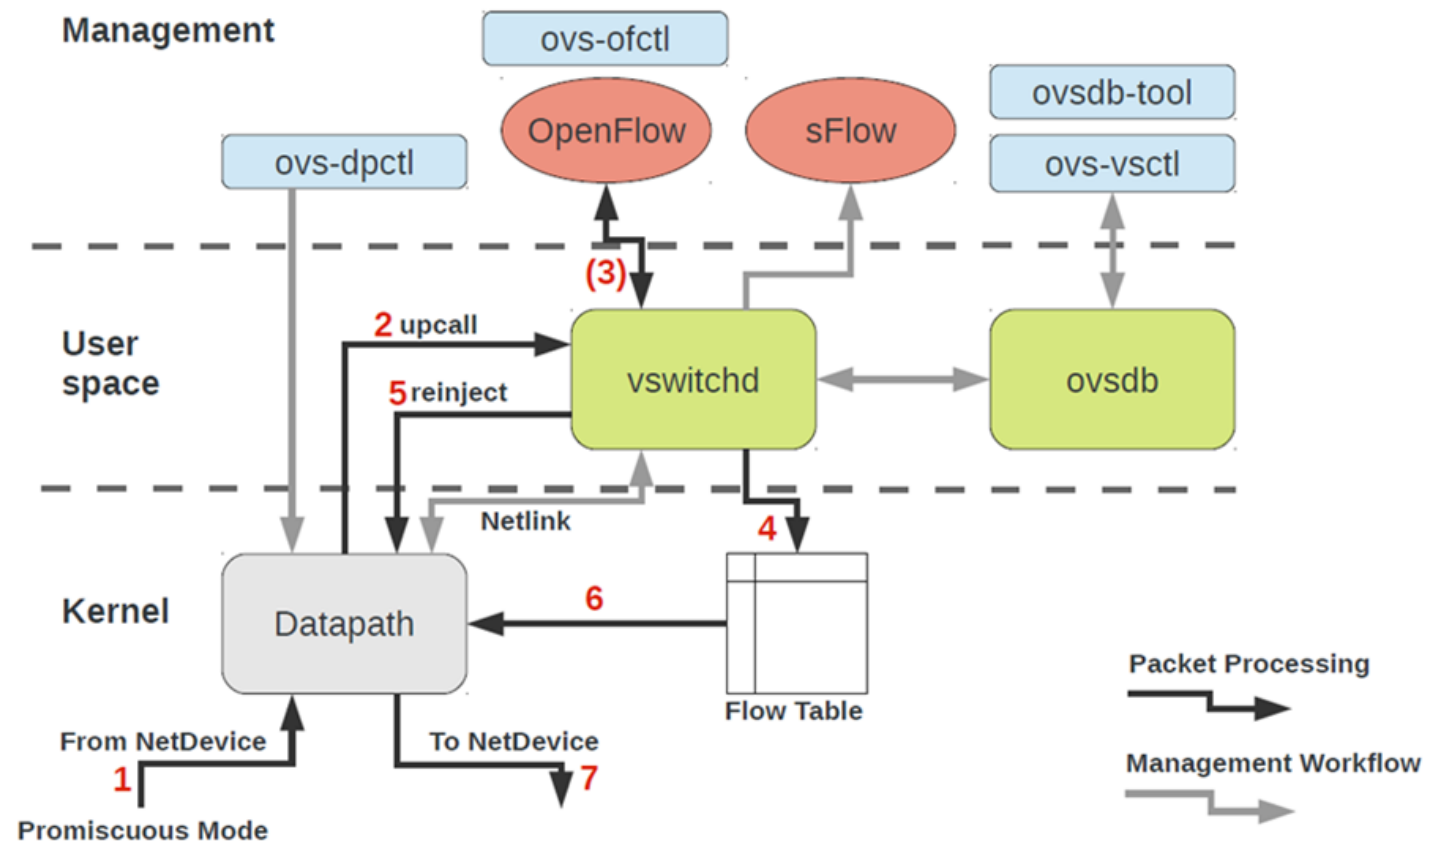 Management
ovs-ofctl
OpenFlow
sFlow
ovsdb-tool
ovs-vsctl
ovs-dpctl
(3)
User
space
2 upcall
5 reinject
vswitchd
ovsdb
Netlink
4
Kernel
Datapath
6
Flow Table
From NetDevice
1
Promiscuous Mode
To NetDevice
7
Packet Processing
Management Workflow